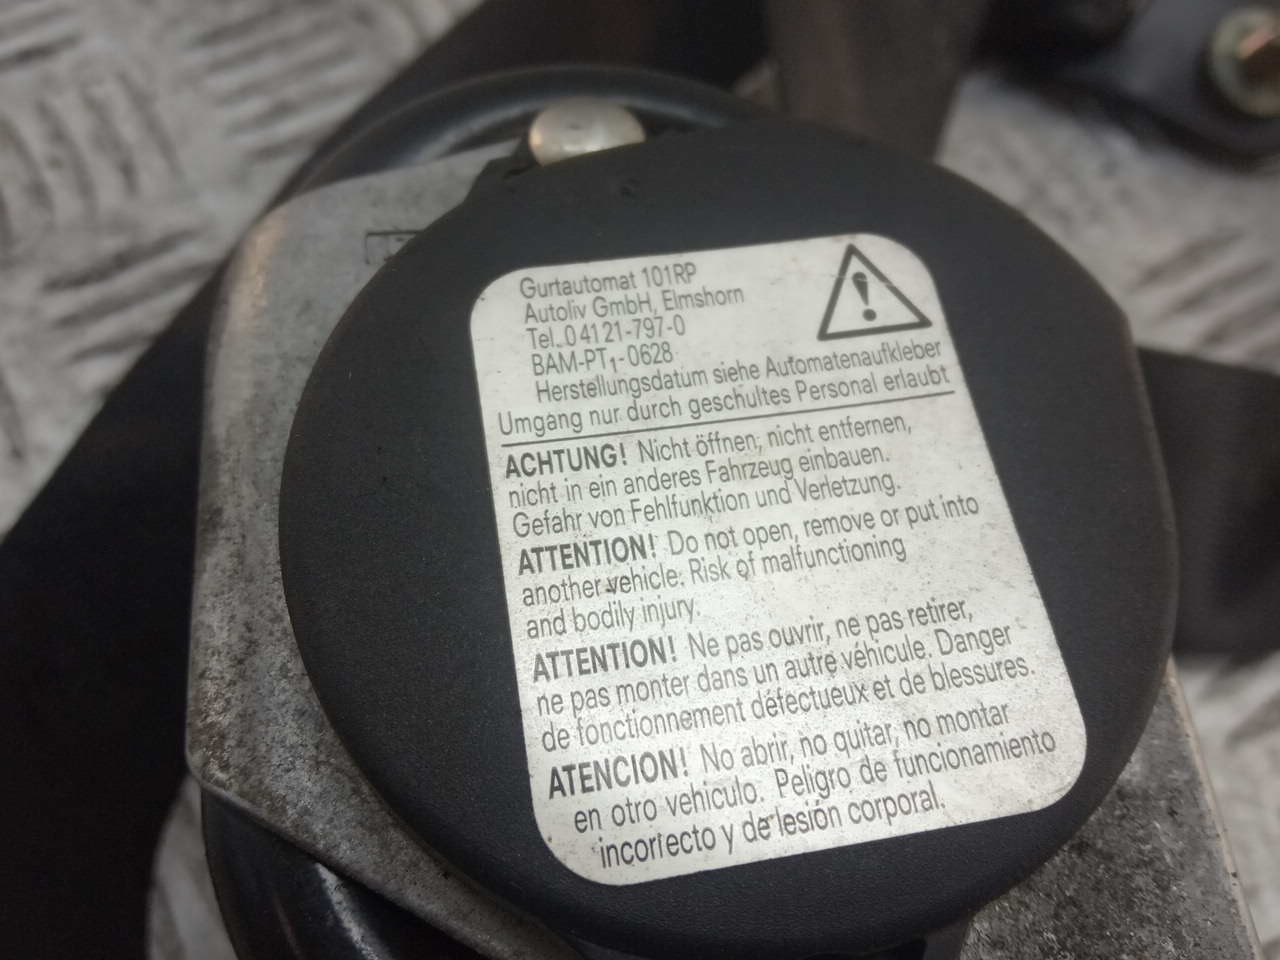 Gurtautomat 101RP
Autoliv GmbH, Elmshorn
Tel. 04121-797-0
BAM-PT₁-0628
Herstellungsdatum siehe Automatenaufkleber
Umgang nur durch geschultes Personal erlaubt
ACHTUNG! Nicht öffnen, nicht entfernen,
nicht in ein anderes Fahrzeug einbauen.
Gefahr von Fehlfunktion und Verletzung.
ATTENTION! Do not open, remove or put into
another vehicle. Risk of malfunctioning
and bodily injury.
ATTENTION! Ne pas ouvrir, ne pas retirer,
ne pas monter dans un autre véhicule. Danger
de fonctionnement défectueux et de blessures.
ATENCION! No abrir, no quitar, no montar
en otro vehiculo. Peligro de funcionamiento
incorrecto y de lesión corporal.